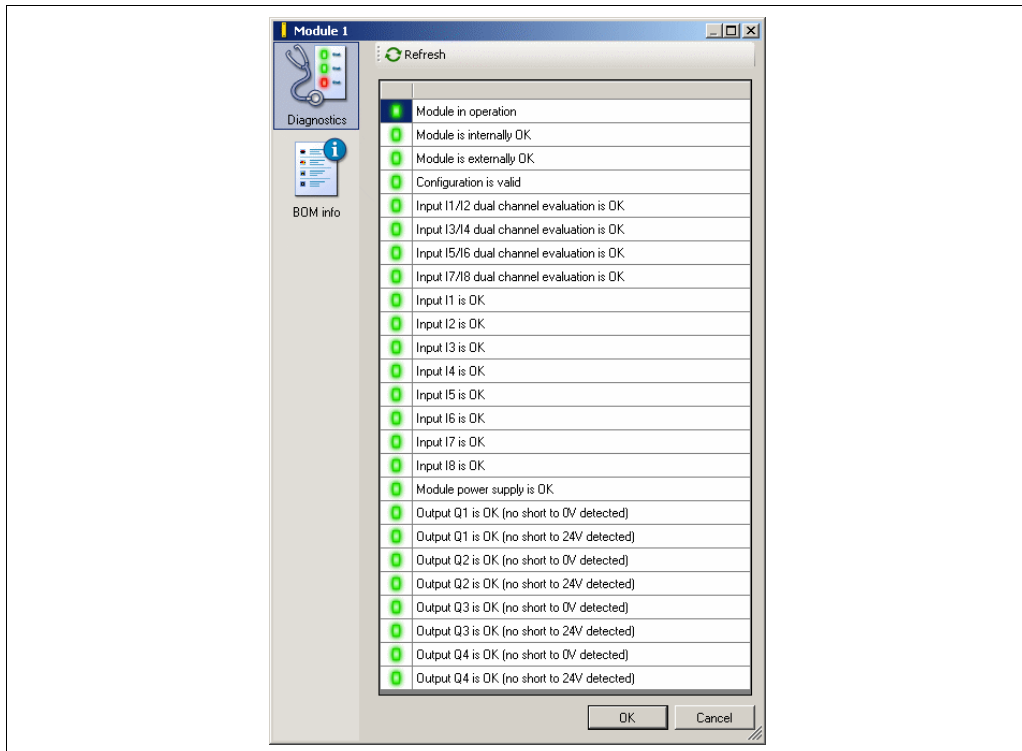 Module 1
Refresh
Diagnostics
BOM info
Module in operation
Module is internally OK
Module is externally OK
Configuration is valid
Input I1/I2 dual channel evaluation is OK
Input I3/I4 dual channel evaluation is OK
Input I5/I6 dual channel evaluation is OK
Input I7/I8 dual channel evaluation is OK
Input I1 is OK
Input I2 is OK
Input I3 is OK
Input I4 is OK
Input I5 is OK
Input I6 is OK
Input I7 is OK
Input I8 is OK
Module power supply is OK
Output Q1 is OK (no short to 0V detected)
Output Q1 is OK (no short to 24V detected)
Output Q2 is OK (no short to 0V detected)
Output Q2 is OK (no short to 24V detected)
Output Q3 is OK (no short to 0V detected)
Output Q3 is OK (no short to 24V detected)
Output Q4 is OK (no short to 0V detected)
Output Q4 is OK (no short to 24V detected)
OK
Cancel